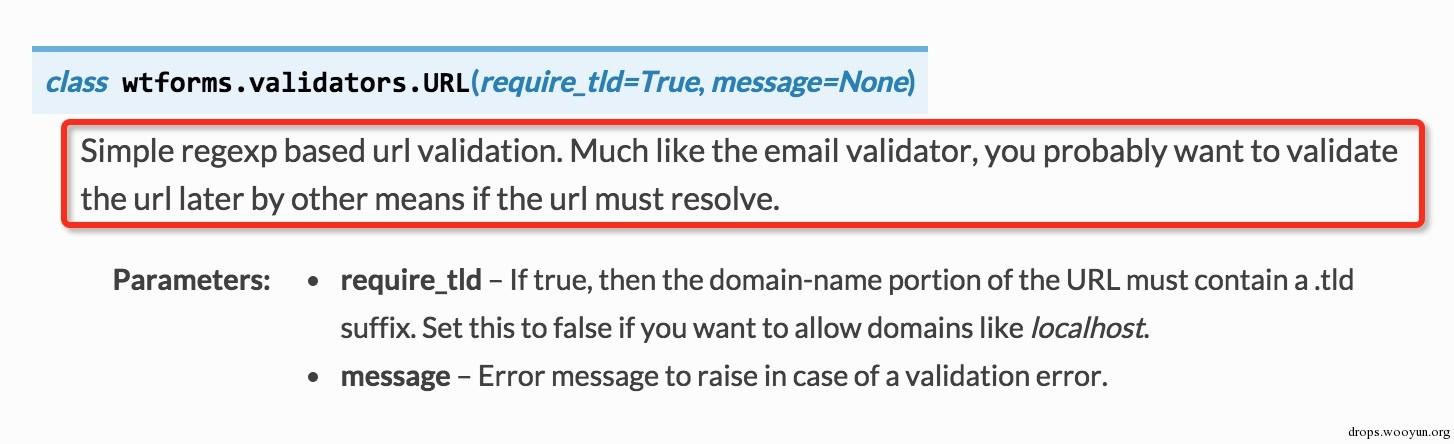 class wtforms.validators.URL(require_tld=True, message=None)
Simple regexp based url validation. Much like the email validator, you probably want to validate
the url later by other means if the url must resolve.
Parameters: • require_tld – If true, then the domain-name portion of the URL must contain a .tld
suffix. Set this to false if you want to allow domains like localhost.
• message – Error message to raise in case of a validation error.
drops.wooyun.org